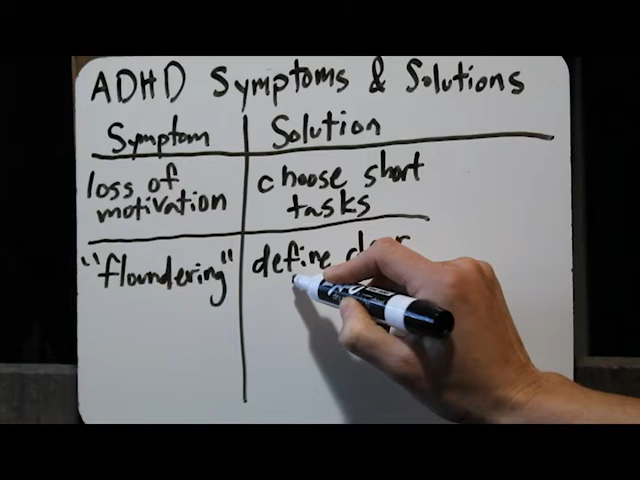 ADHD Symptoms & Solutions
Symptom
Solution
loss of
motivation
choose short
tasks
"floundering"
define